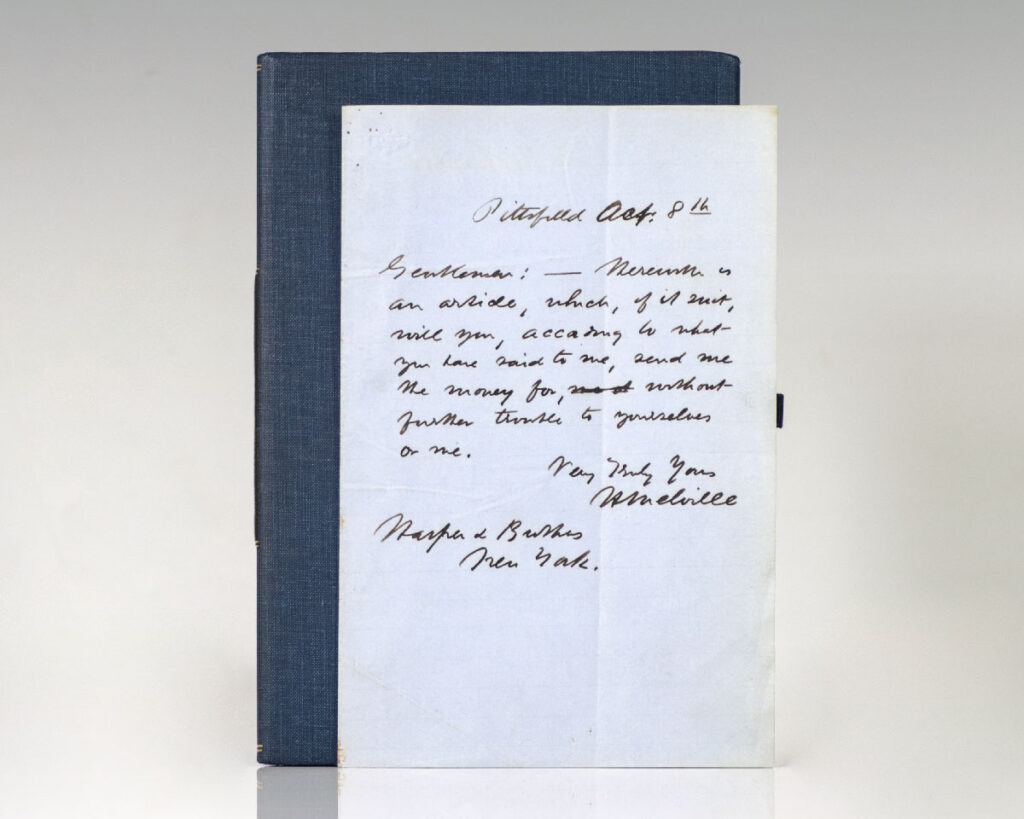 Pittsfield Oct. 8th
Gentlemen: — Herewith is
an article, which, if it suit,
will you, according to what
you have said to me, send me
the money for, without
further trouble to yourselves
or me.
Very Truly Yours
H Melville
Harper & Brothers
New York.